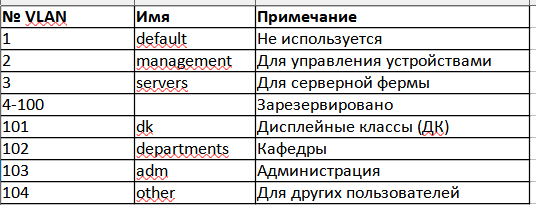 № VLAN Имя Примечание
1 default Не используется
2 management Для управления устройствами
3 servers Для серверной фермы
4-100 Зарезервировано
101 dk Дисплейные классы (ДК)
102 departments Кафедры
103 adm Администрация
104 other Для других пользователей